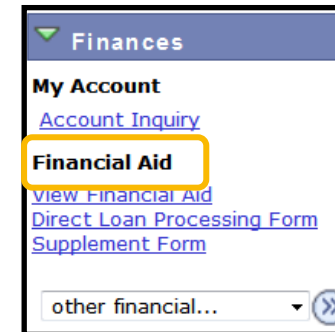 Finances
My Account
Account Inquiry
Financial Aid
View Financial Aid
Direct Loan Processing Form
Supplement Form
other financial...